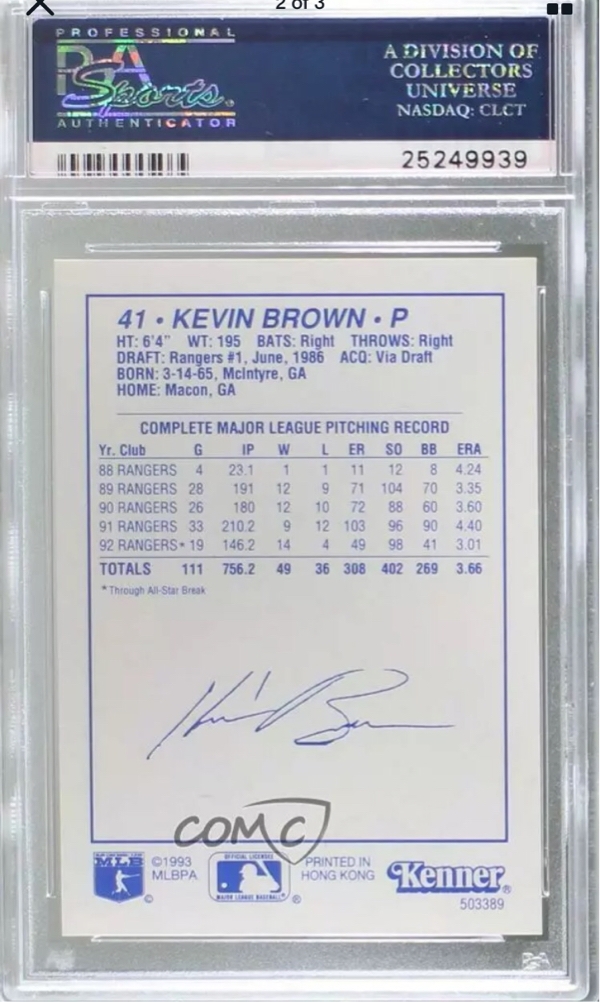 2 of 3
PROFESSIONAL
PSA
Sports.
AUTHENTICATOR
A DIVISION OF
COLLECTORS
UNIVERSE
NASDAQ: CLCT
25249939
41 • KEVIN BROWN • P
HT: 6'4" WT: 195 BATS: Right THROWS: Right
DRAFT: Rangers #1, June, 1986 ACQ: Via Draft
BORN: 3-14-65, McIntyre, GA
HOME: Macon, GA
COMPLETE MAJOR LEAGUE PITCHING RECORD
Yr. Club G IP W L ER SO BB ERA
88 RANGERS 4 23.1 1 1 11 12 8 4.24
89 RANGERS 28 191 12 9 71 104 70 3.35
90 RANGERS 26 180 12 10 72 88 60 3.60
91 RANGERS 33 210.2 9 12 103 96 90 4.40
92 RANGERS* 19 146.2 14 4 49 98 41 3.01
TOTALS 111 756.2 49 36 308 402 269 3.66
*Through All-Star Break
COMC
MLB
©1993
MLBPA
©
OFFICIAL LICENSEE
MAJOR LEAGUE BASEBALL®
®
PRINTED IN
HONG KONG
Kenner®
503389
PSA